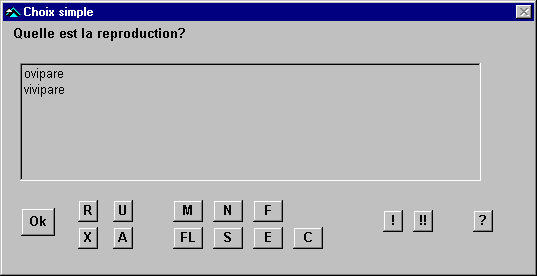 Choix simple
Quelle est la reproduction?
ovipare
vivipare
Ok R U M N F ! !! ?
X A FL S E C